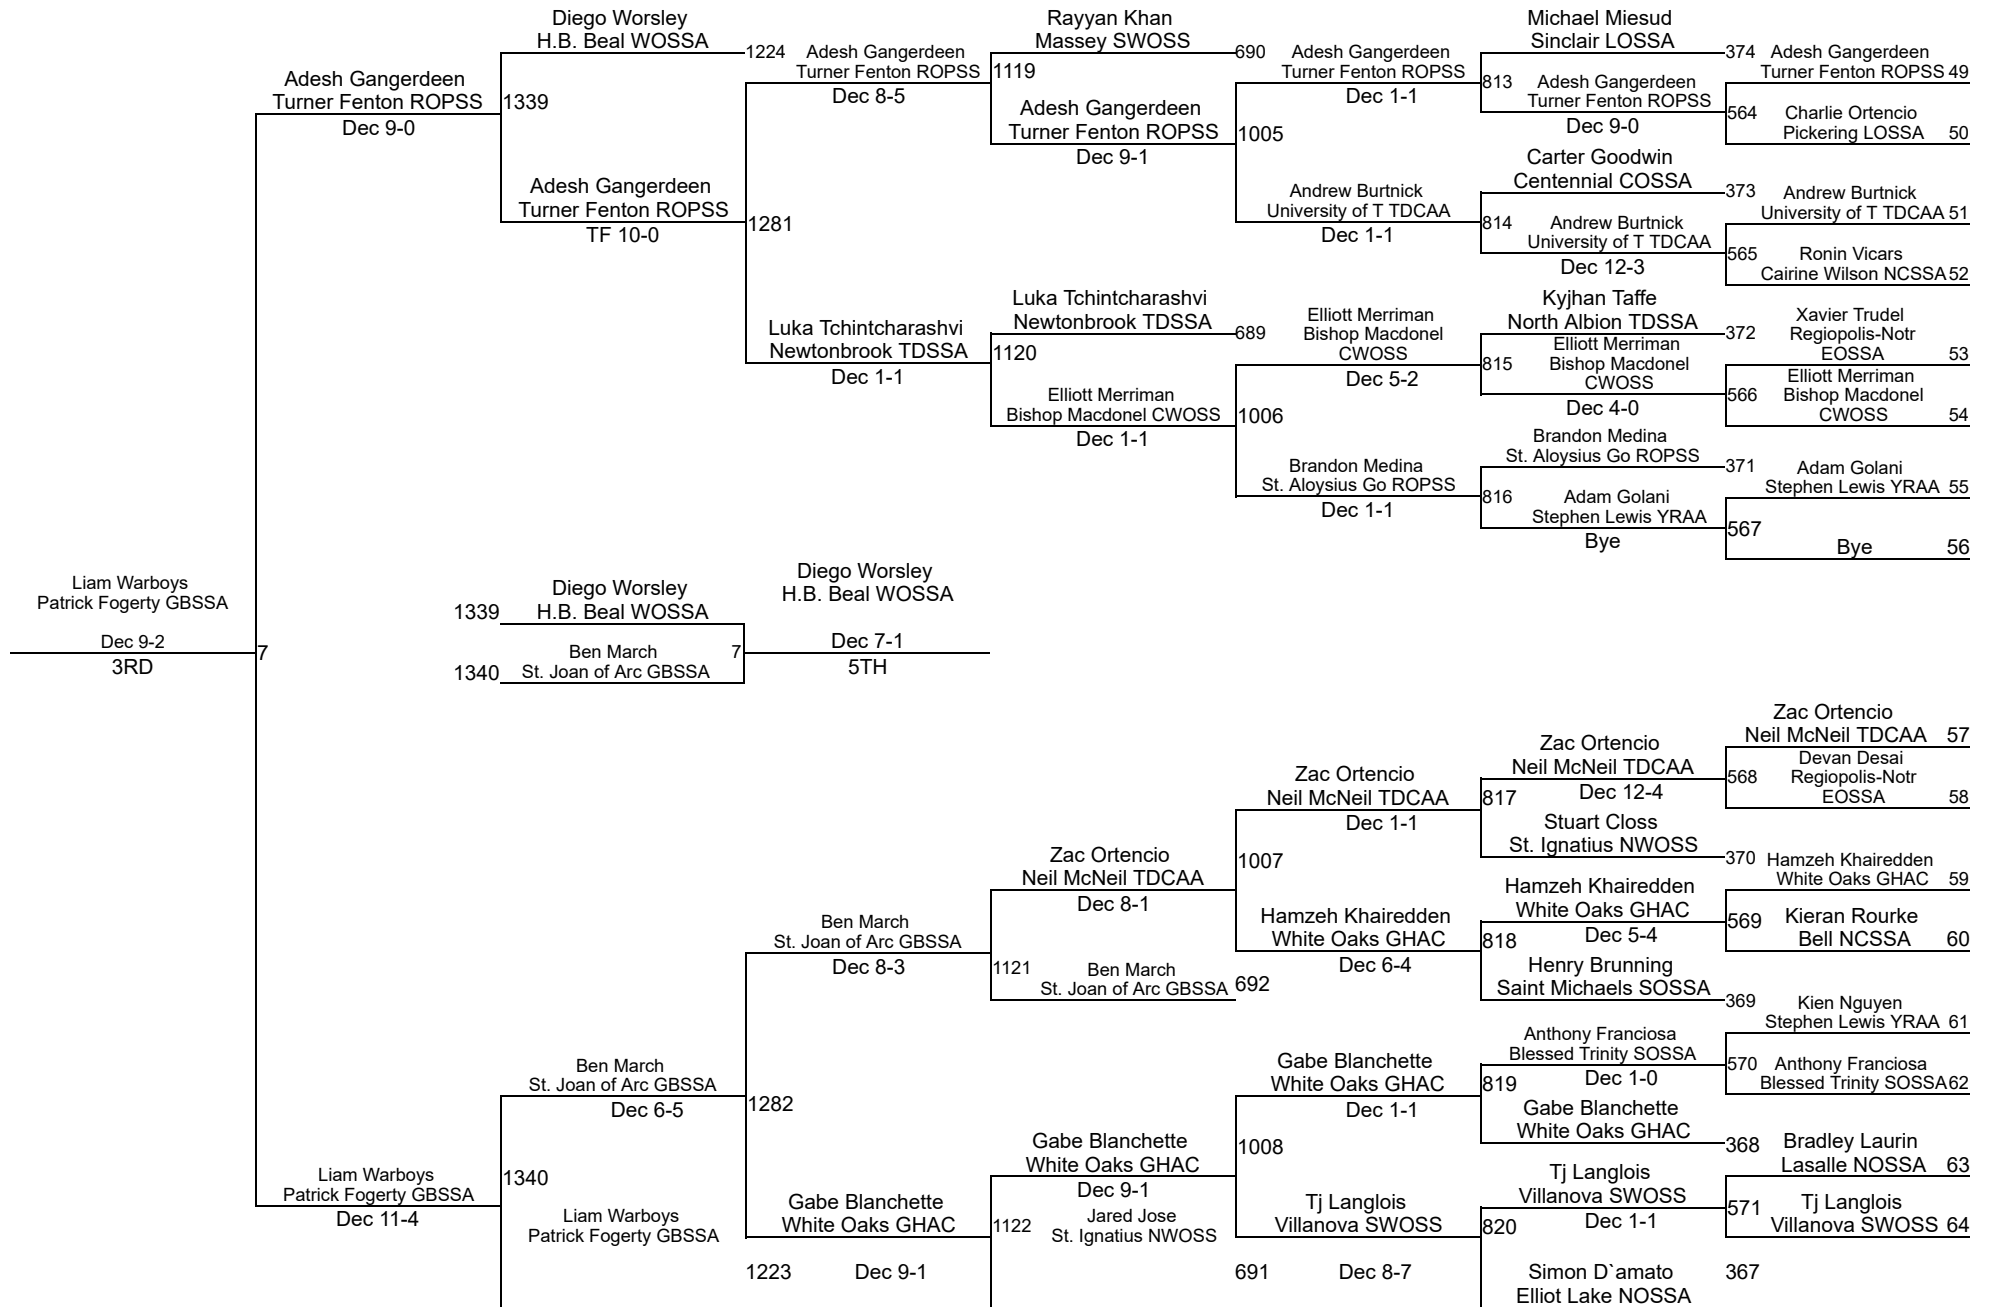 Diego Worsley
H.B. Beal WOSSA
Rayyan Khan
Massey SWOSS
Michael Miesud
Sinclair LOSSA
1224
Adesh Gangerdeen
Turner Fenton ROPSS
Dec 8-5
690
Adesh Gangerdeen
Turner Fenton ROPSS
Dec 1-1
374
Adesh Gangerdeen
Turner Fenton ROPSS 49
Adesh Gangerdeen
Turner Fenton ROPSS
Dec 9-0
1339
1119
Adesh Gangerdeen
Turner Fenton ROPSS
Dec 9-1
813
Adesh Gangerdeen
Turner Fenton ROPSS
Dec 9-0
564
Charlie Ortencio
Pickering LOSSA 50
1005
Carter Goodwin
Centennial COSSA
373
Andrew Burtnick
University of T TDCAA 51
Adesh Gangerdeen
Turner Fenton ROPSS
TF 10-0
1281
Andrew Burtnick
University of T TDCAA
Dec 1-1
814
Andrew Burtnick
University of T TDCAA
Dec 12-3
565
Ronin Vicars
Cairine Wilson NCSSA 52
Luka Tchintcharashvi
Newtonbrook TDSSA
689
Elliott Merriman
Bishop Macdonel
CWOSS
Dec 5-2
Kyjhan Taffe
North Albion TDSSA
372
Xavier Trudel
Regiopolis-Notr
EOSSA 53
Luka Tchintcharashvi
Newtonbrook TDSSA
Dec 1-1
1120
815
Elliott Merriman
Bishop Macdonel
CWOSS
Dec 4-0
566
Elliott Merriman
Bishop Macdonel
CWOSS 54
Elliott Merriman
Bishop Macdonel CWOSS
Dec 1-1
1006
Brandon Medina
St. Aloysius Go ROPSS
371
Adam Golani
Stephen Lewis YRAA 55
Brandon Medina
St. Aloysius Go ROPSS
Dec 1-1
816
Adam Golani
Stephen Lewis YRAA
Bye
567
Bye 56
Liam Warboys
Patrick Fogerty GBSSA
Dec 9-2
3RD
7
1339
Diego Worsley
H.B. Beal WOSSA
1340
Ben March
St. Joan of Arc GBSSA
7
Diego Worsley
H.B. Beal WOSSA
Dec 7-1
5TH
Zac Ortencio
Neil McNeil TDCAA 57
Zac Ortencio
Neil McNeil TDCAA
Dec 12-4
568
Devan Desai
Regiopolis-Notr
EOSSA 58
Zac Ortencio
Neil McNeil TDCAA
Dec 1-1
817
Stuart Closs
St. Ignatius NWOSS
370
Hamzeh Khairedden
White Oaks GHAC 59
Zac Ortencio
Neil McNeil TDCAA
Dec 8-1
1007
Hamzeh Khairedden
White Oaks GHAC
Dec 5-4
569
Kieran Rourke
Bell NCSSA 60
Hamzeh Khairedden
White Oaks GHAC
Dec 6-4
818
Henry Brunning
Saint Michaels SOSSA
369
Ben March
St. Joan of Arc GBSSA
Dec 8-3
1121
Ben March
St. Joan of Arc GBSSA
692
Kien Nguyen
Stephen Lewis YRAA 61
Anthony Franciosa
Blessed Trinity SOSSA
Dec 1-0
570
Anthony Franciosa
Blessed Trinity SOSSA 62
Ben March
St. Joan of Arc GBSSA
Dec 6-5
1282
Gabe Blanchette
White Oaks GHAC
Dec 1-1
819
Gabe Blanchette
White Oaks GHAC
368
Bradley Laurin
Lasalle NOSSA 63
Gabe Blanchette
White Oaks GHAC
Dec 9-1
1008
Tj Langlois
Villanova SWOSS
Dec 1-1
571
Tj Langlois
Villanova SWOSS 64
Liam Warboys
Patrick Fogerty GBSSA
Dec 11-4
1340
Liam Warboys
Patrick Fogerty GBSSA
1223
Gabe Blanchette
White Oaks GHAC
Dec 9-1
1122
Jared Jose
St. Ignatius NWOSS
691
Tj Langlois
Villanova SWOSS
Dec 8-7
820
Simon D`amato
Elliot Lake NOSSA
367